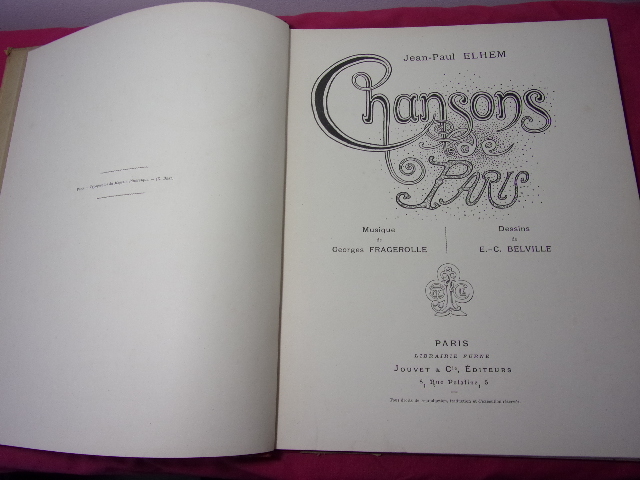 Jean-Paul ELHEM
Chansons
de
PARIS
Musique
de
Georges FRAGEROLLE
Dessins
de
E.-C. BELVILLE
PARIS
LIBRAIRIE FURNE
JOUVET & Cie, ÉDITEURS
5, Rue Palatine, 5